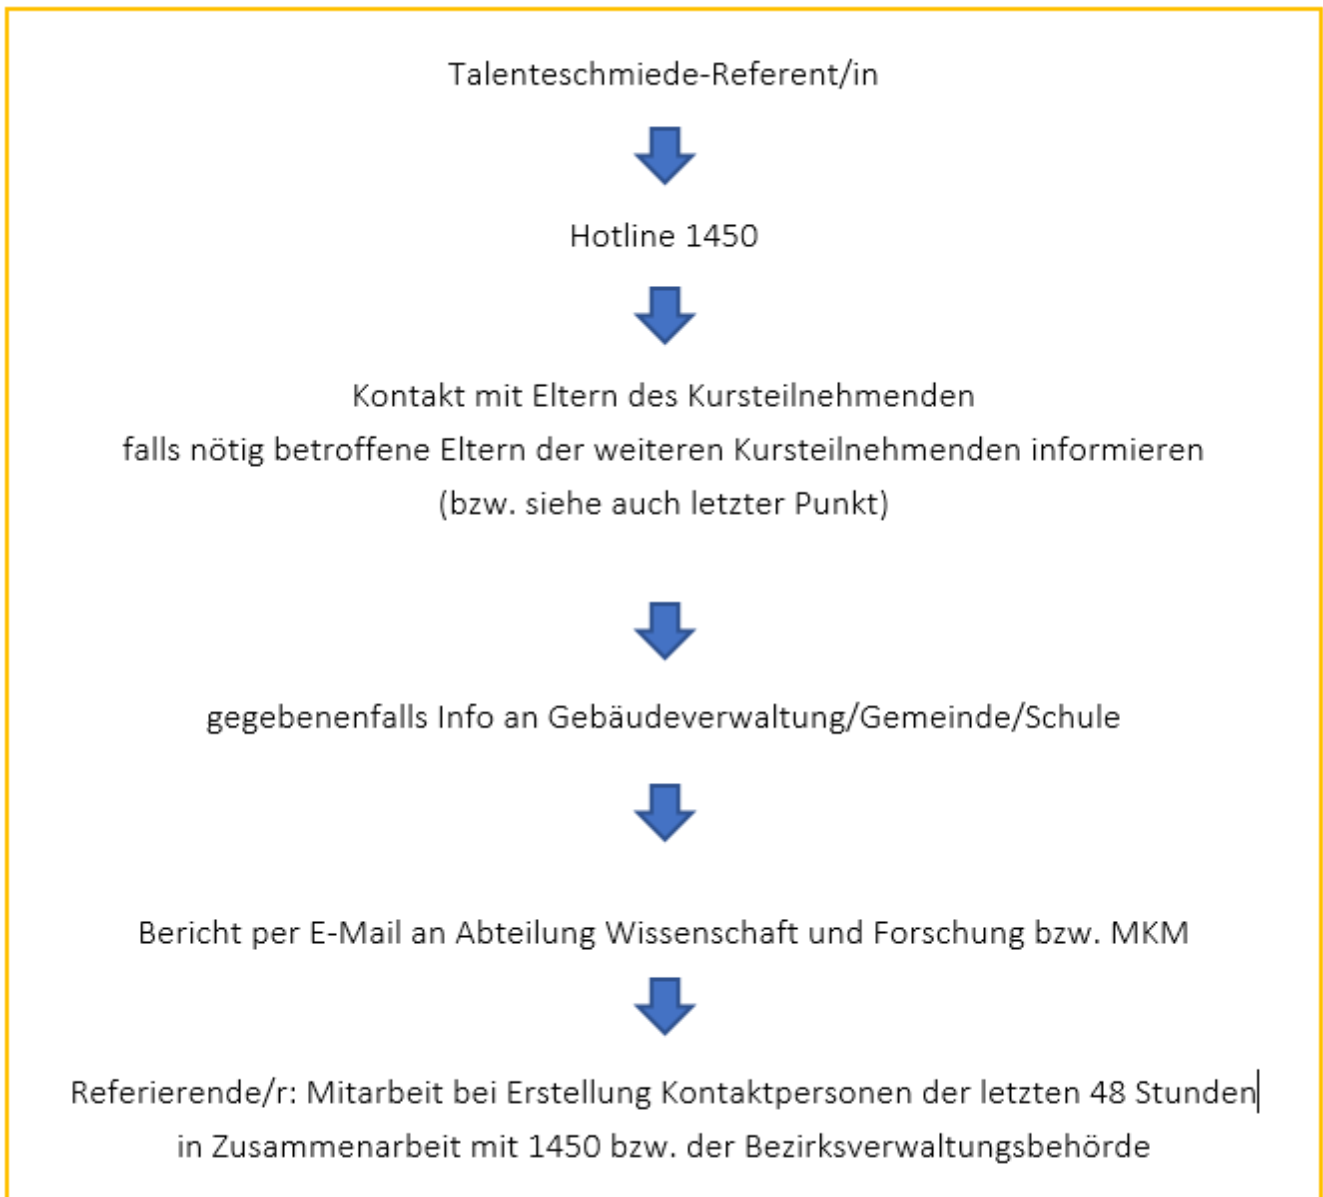 Talenteschmiede-Referent/in
Hotline 1450
Kontakt mit Eltern des Kursteilnehmenden
falls nötig betroffene Eltern der weiteren Kursteilnehmenden informieren
(bzw. siehe auch letzter Punkt)
gegebenenfalls Info an Gebäudeverwaltung/Gemeinde/Schule
Bericht per E-Mail an Abteilung Wissenschaft und Forschung bzw. MKM
Referierende/r: Mitarbeit bei Erstellung Kontaktpersonen der letzten 48 Stunden
in Zusammenarbeit mit 1450 bzw. der Bezirksverwaltungsbehörde